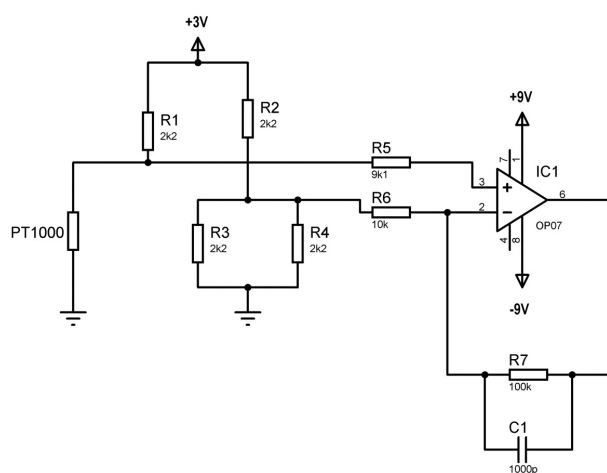 +3V
R1
2k2
R2
2k2
+9V
R5
9k1
7
1
IC1
3
+
6
PT1000
R3
2k2
R4
2k2
R6
10k
2
−
OP07
4
8
-9V
R7
100k
C1
1000p